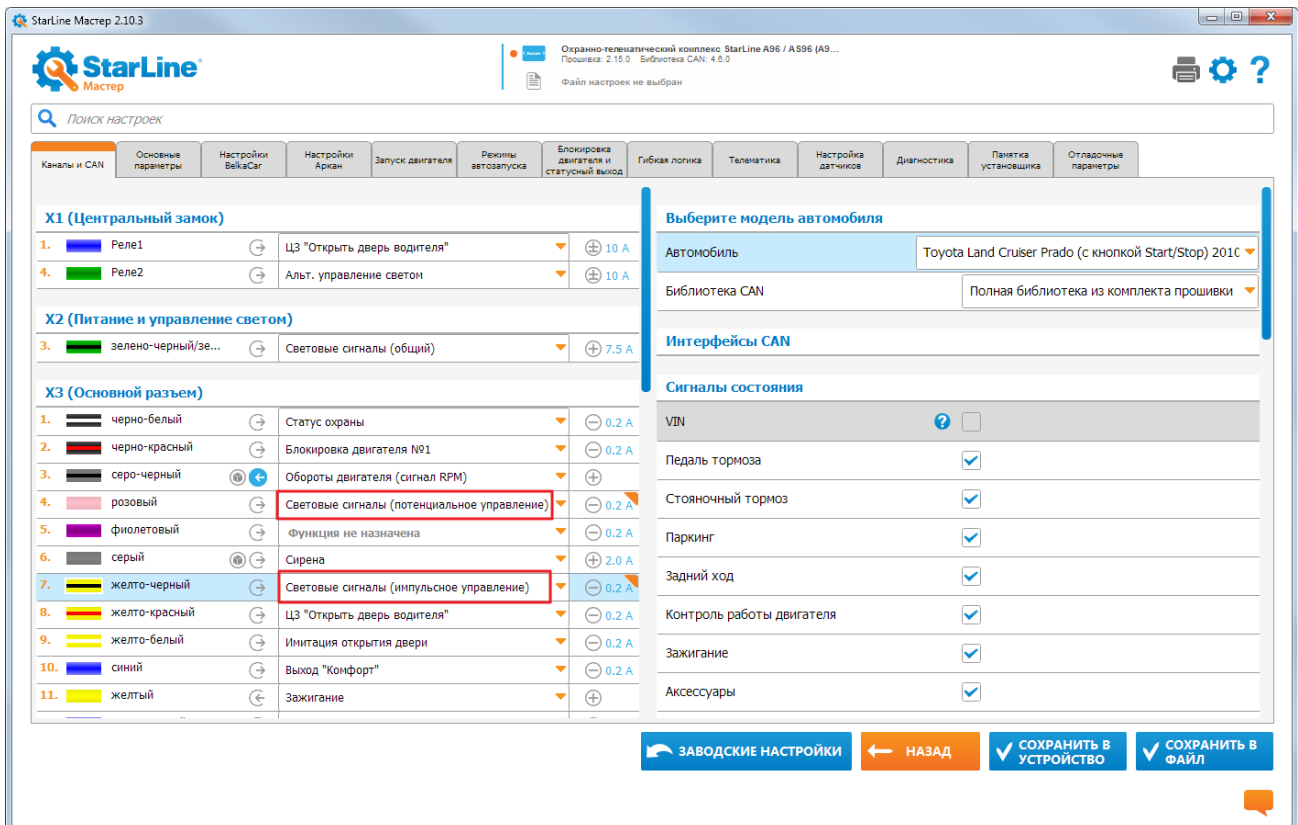 StarLine Мастер 2.10.3
StarLine
Мастер
Охранно-телематический комплекс StarLine A96 / AS96 (A9...
Прошивка: 2.15.0 Библиотека CAN: 4.6.0
Файл настроек не выбран
Поиск настроек
Каналы и CAN
Основные параметры
Настройки BelkaCar
Настройки Аркан
Запуск двигателя
Режимы автозапуска
Блокировка двигателя и статусный выход
Гибкая логика
Телематика
Настройка датчиков
Диагностика
Памятка установщика
Отладочные параметры
X1 (Центральный замок)
1. Реле1 ЦЗ "Открыть дверь водителя" 10 А
4. Реле2 Альт. управление светом 10 А
X2 (Питание и управление светом)
3. зелено-черный/зе... Световые сигналы (общий) 7.5 А
X3 (Основной разъем)
1. черно-белый Статус охраны 0.2 А
2. черно-красный Блокировка двигателя №1 0.2 А
3. серо-черный Обороты двигателя (сигнал RPM)
4. розовый Световые сигналы (потенциальное управление) 0.2 А
5. фиолетовый Функция не назначена 0.2 А
6. серый Сирена 2.0 А
7. желто-черный Световые сигналы (импульсное управление) 0.2 А
8. желто-красный ЦЗ "Открыть дверь водителя" 0.2 А
9. желто-белый Имитация открытия двери 0.2 А
10. синий Выход "Комфорт" 0.2 А
11. желтый Зажигание
Выберите модель автомобиля
Автомобиль Toyota Land Cruiser Prado (с кнопкой Start/Stop) 2010
Библиотека CAN Полная библиотека из комплекта прошивки
Интерфейсы CAN
Сигналы состояния
VIN
Педаль тормоза
Стояночный тормоз
Паркинг
Задний ход
Контроль работы двигателя
Зажигание
Аксессуары
ЗАВОДСКИЕ НАСТРОЙКИ
НАЗАД
СОХРАНИТЬ В
УСТРОЙСТВО
СОХРАНИТЬ В
ФАЙЛ